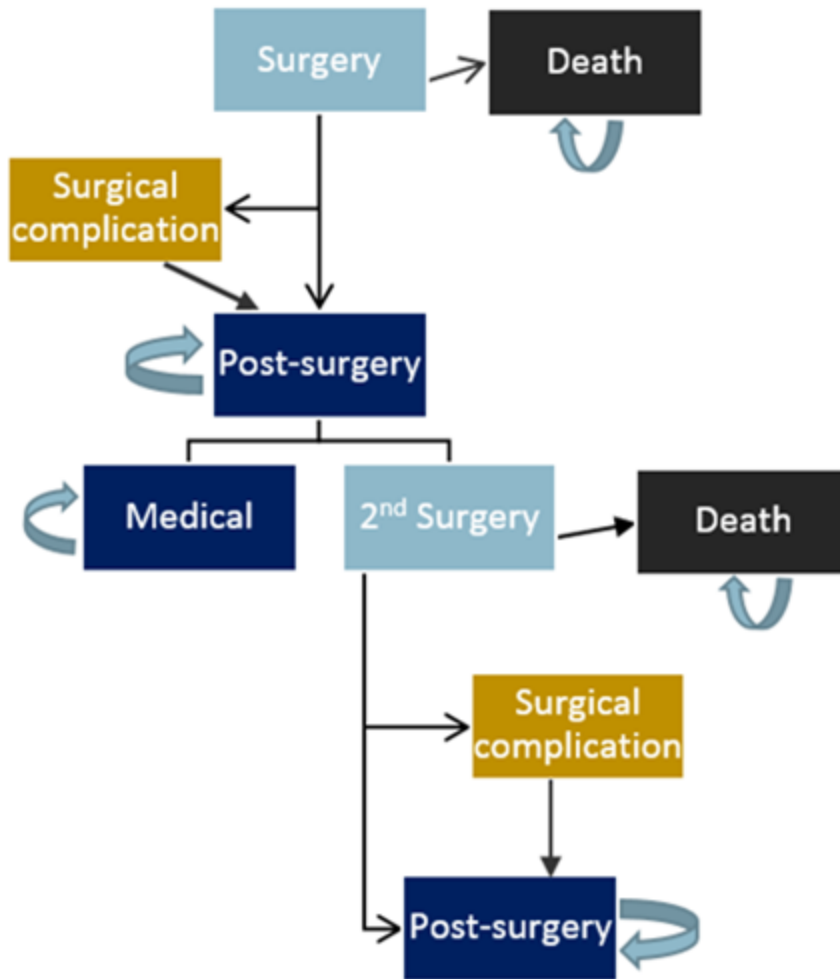 Surgery
Death
Surgical
complication
Post-surgery
Medical
2nd Surgery
Death
Surgical
complication
Post-surgery